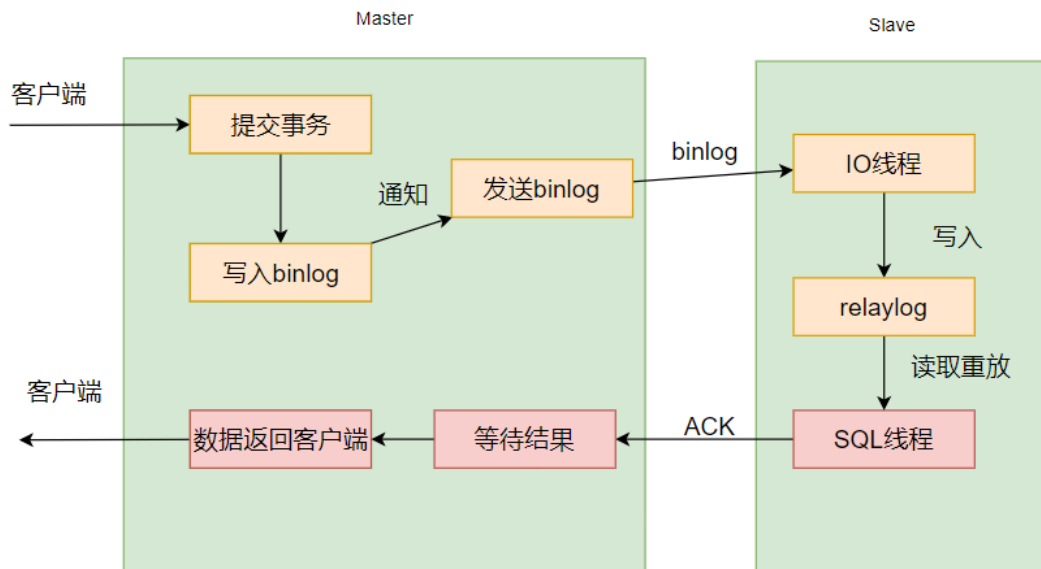 Master
Slave
客户端
提交事务
binlog
IO线程
通知
发送binlog
写入
写入binlog
relaylog
读取重放
客户端
数据返回客户端
等待结果
ACK
SQL线程